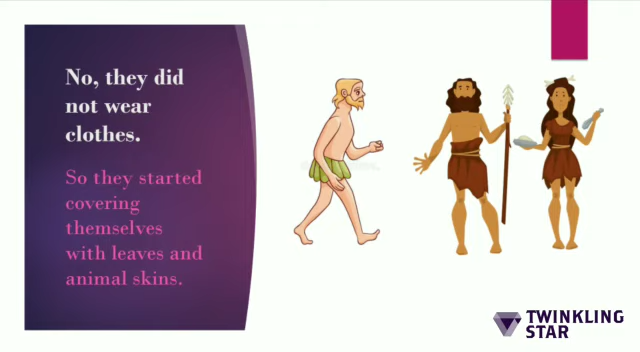 No, they did
not wear
clothes.
So they started
covering
themselves
with leaves and
animal skins.
TWINKLING
STAR